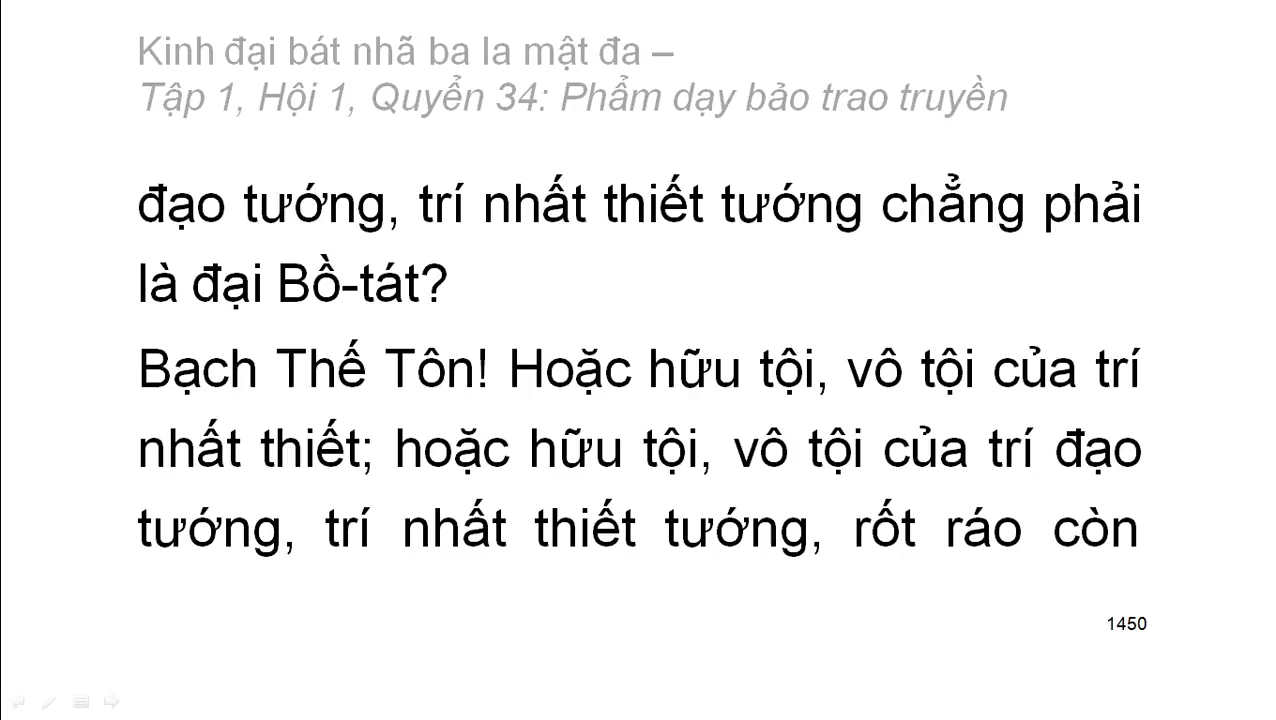 Kinh đại bát nhã ba la mật đa –
Tập 1, Hội 1, Quyển 34: Phẩm dạy bảo trao truyền
đạo tướng, trí nhất thiết tướng chẳng phải
là đại Bồ-tát?
Bạch Thế Tôn! Hoặc hữu tội, vô tội của trí
nhất thiết; hoặc hữu tội, vô tội của trí đạo
tướng, trí nhất thiết tướng, rốt ráo còn
1450